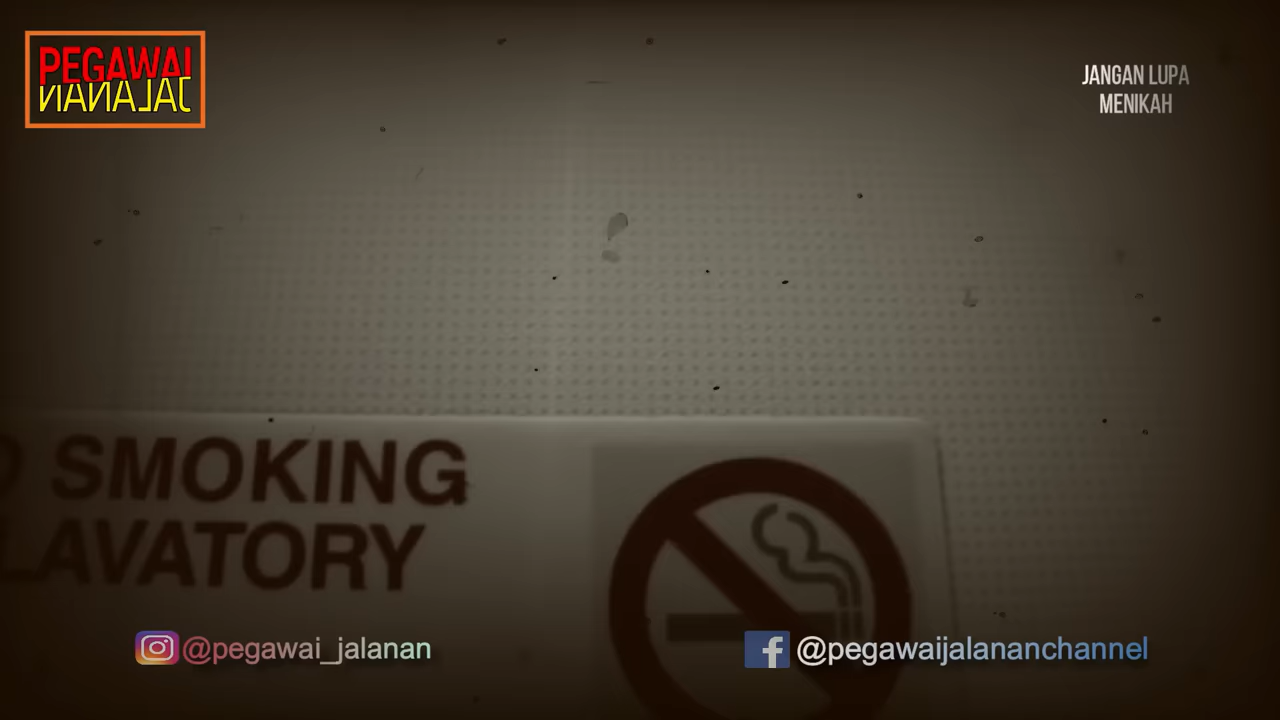 PEGAWAI
JALANAN
JANGAN LUPA
MENIKAH
SMOKING
LAVATORY
@pegawai_jalanan
@pegawaijalananchannel